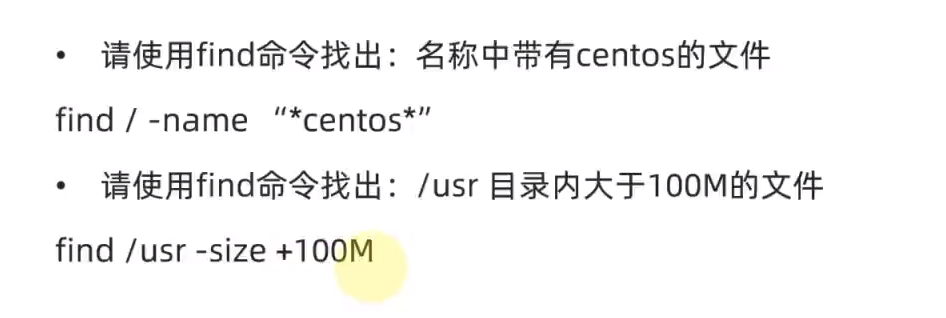 • 请使用find命令找出：名称中带有centos的文件
find / -name “*centos*”
• 请使用find命令找出：/usr 目录内大于100M的文件
find /usr -size +100M